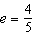 e = 4/5